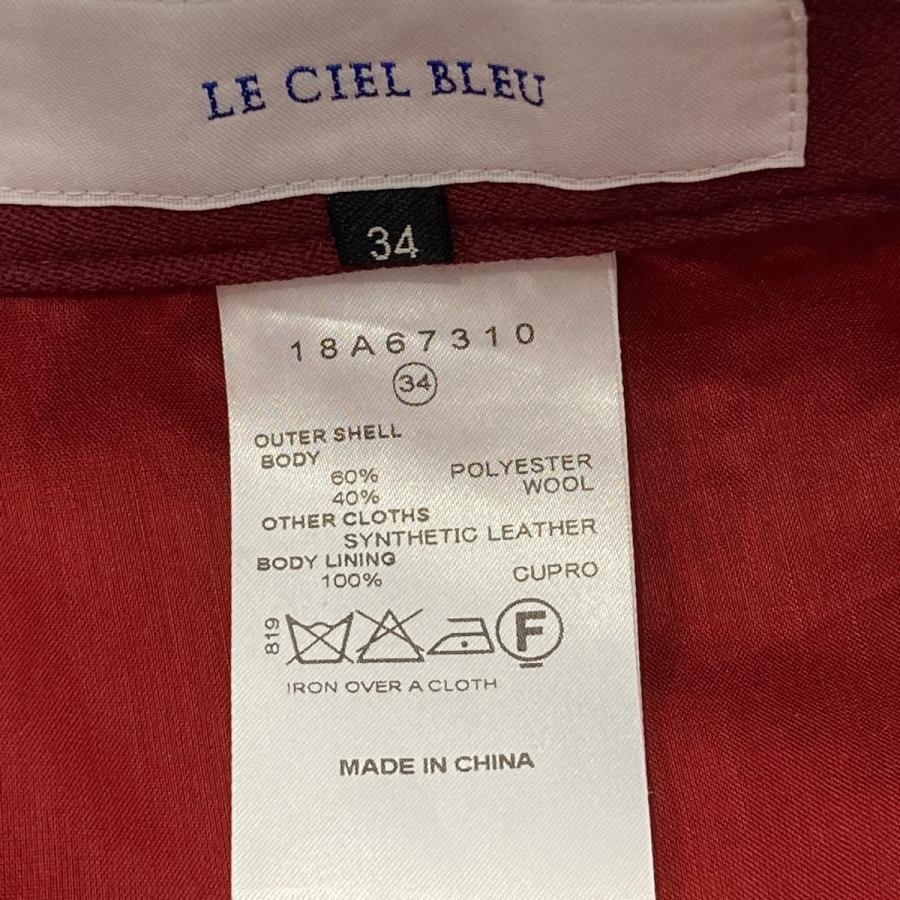 LE CIEL BLEU
34
18A67310
34
OUTER SHELL
BODY
60% POLYESTER
40% WOOL
OTHER CLOTHS
SYNTHETIC LEATHER
BODY LINING
100% CUPRO
819
F
IRON OVER A CLOTH
MADE IN CHINA